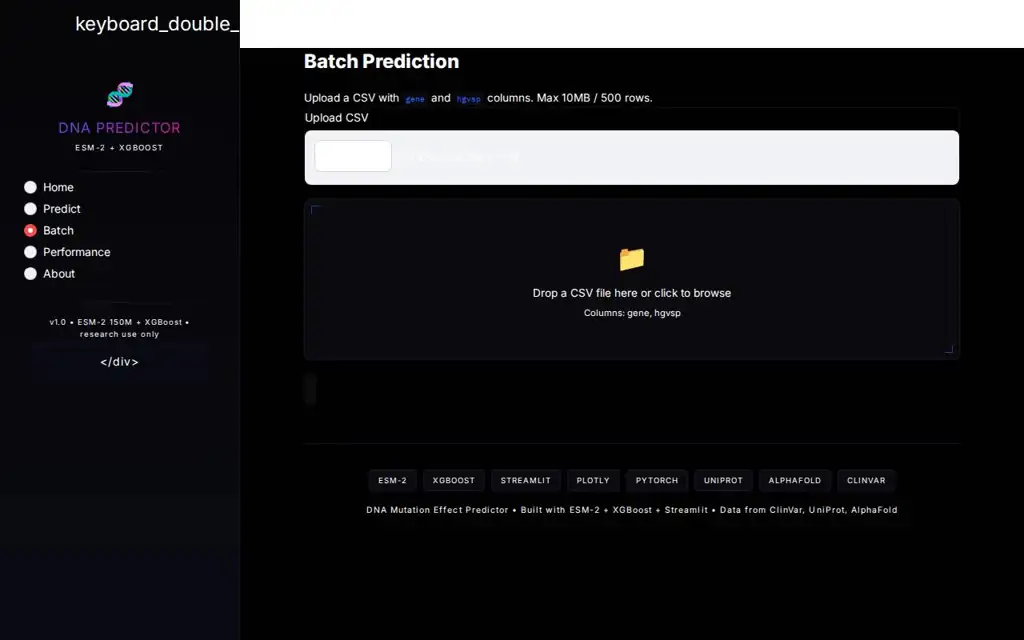 keyboard_double_
DNA PREDICTOR
ESM-2 + XGBOOST
Home
Predict
Batch
Performance
About
v1.0 • ESM-2 150M + XGBoost •
research use only
</div>
Batch Prediction
Upload a CSV with gene and hgvsp columns. Max 10MB / 500 rows.
Upload CSV
Drop a CSV file here or click to browse
Columns: gene, hgvsp
ESM-2
XGBOOST
STREAMLIT
PLOTLY
PYTORCH
UNIPROT
ALPHAFOLD
CLINVAR
DNA Mutation Effect Predictor • Built with ESM-2 + XGBoost + Streamlit • Data from ClinVar, UniProt, AlphaFold